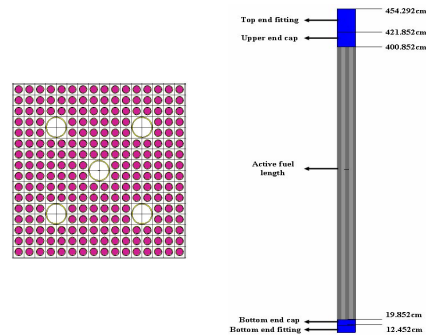 454.292cm
Top end fitting
421.852cm
Upper end cap
400.852cm
Active fuel
length
19.852cm
Bottom end cap
Bottom end fitting
12.452cm